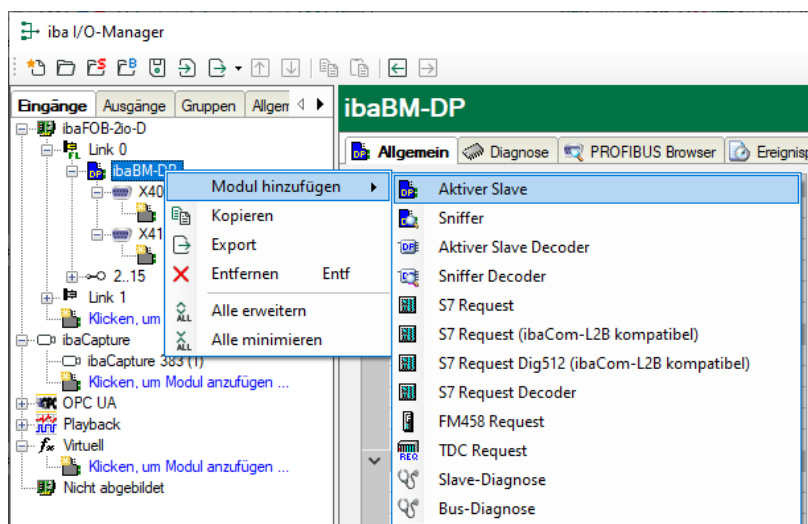 iba I/O-Manager
Eingänge Ausgänge Gruppen Allgem
ibaFOB-2io-D
Link 0
ibaBM-DP
X40
X41
2..15
Link 1
Klicken, um
ibaCapture
ibaCapture 383 (1)
Klicken, um Modul anzufügen ...
OPC UA
Playback
Virtuell
Klicken, um Modul anzufügen ...
Nicht abgebildet
Modul hinzufügen
Kopieren
Export
Entfernen Entf
Alle erweitern
Alle minimieren
ibaBM-DP
Allgemein Diagnose PROFIBUS Browser Ereignisp
Aktiver Slave
Sniffer
Aktiver Slave Decoder
Sniffer Decoder
S7 Request
S7 Request (ibaCom-L2B kompatibel)
S7 Request Dig512 (ibaCom-L2B kompatibel)
S7 Request Decoder
FM458 Request
TDC Request
Slave-Diagnose
Bus-Diagnose